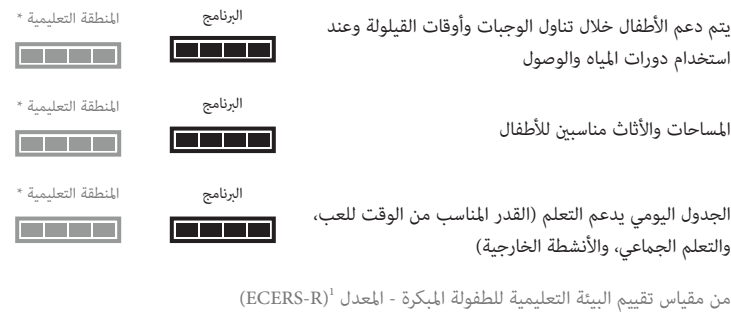 يتم دعم الأطفال خلال تناول الوجبات وأوقات القيلولة وعند
استخدام دورات المياه والوصول
البرنامج
المنطقة التعليمية *
المساحات والأثاث مناسبين للأطفال
البرنامج
المنطقة التعليمية *
الجدول اليومي يدعم التعلم (القدر المناسب من الوقت للعب،
والتعلم الجماعي، والأنشطة الخارجية)
البرنامج
المنطقة التعليمية *
من مقياس تقييم البيئة التعليمية للطفولة المبكرة - المعدل ¹(ECERS-R)